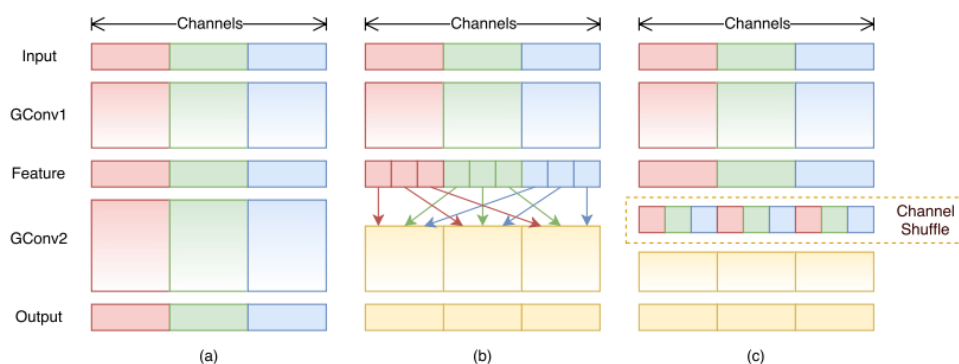 Channels
Channels
Channels
Input
GConv1
Feature
GConv2
Output
Channel
Shuffle
(a)
(b)
(c)